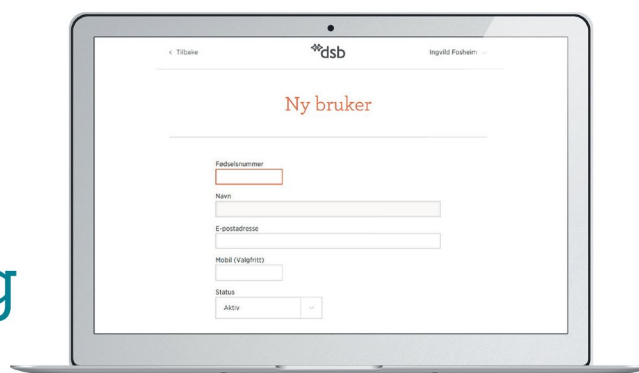 < Tilbake
dsb
Ingvild Fosheim
Ny bruker
Fødselsnummer
Navn
E-postadresse
Mobil (Valgfritt)
Status
Aktiv
g